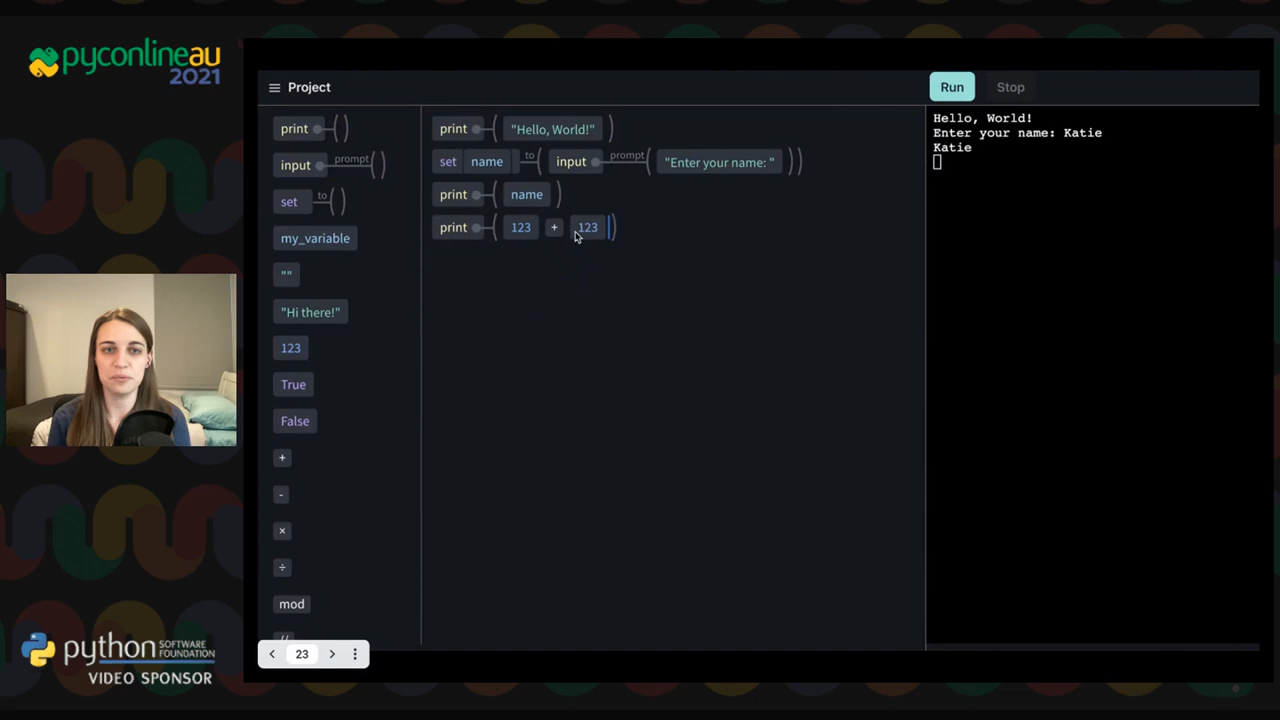 pyconlineau
2021
Project
Run
Stop
print ( )
input prompt ( )
set to ( )
my_variable
""
"Hi there!"
123
True
False
+
-
×
÷
mod
//
print ( "Hello, World!" )
set name to ( input prompt ( "Enter your name: " ) )
print ( name )
print ( 123 + 123 )
Hello, World!
Enter your name: Katie
Katie
23
python SOFTWARE FOUNDATION
VIDEO SPONSOR